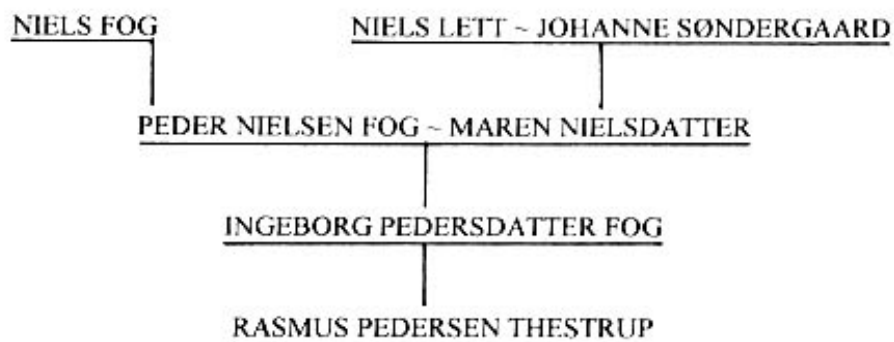 NIELS FOG NIELS LETT ~ JOHANNE SØNDERGAARD
PEDER NIELSEN FOG ~ MAREN NIELSDATTER
INGEBORG PEDERSDATTER FOG
RASMUS PEDERSEN THESTRUP